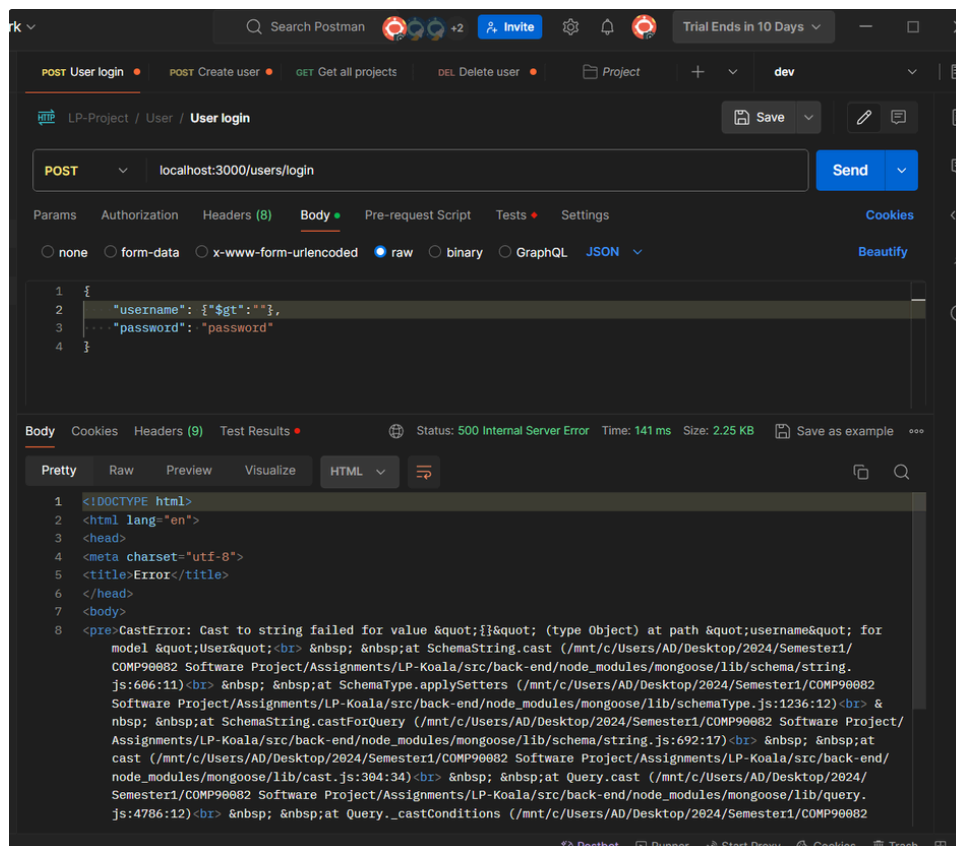 rk
Search Postman
+2
Invite
Trial Ends in 10 Days
POST User login
POST Create user
GET Get all projects
DEL Delete user
Project
dev
HTTP
LP-Project / User / User login
Save
POST
localhost:3000/users/login
Send
Params Authorization Headers (8) Body Pre-request Script Tests Settings Cookies
none form-data x-www-form-urlencoded raw binary GraphQL JSON Beautify
1 {
2 "username": {"$gt":""},
3 ····"password":·"password"
4 }
Body Cookies Headers (9) Test Results Status: 500 Internal Server Error Time: 141 ms Size: 2.25 KB Save as example
Pretty Raw Preview Visualize HTML
1 <!DOCTYPE html>
2 <html lang="en">
3 <head>
4 <meta charset="utf-8">
5 <title>Error</title>
6 </head>
7 <body>
8 <pre>CastError: Cast to string failed for value &quot;{}&quot; (type Object) at path &quot;username&quot; for
model &quot;User&quot;<br> &nbsp; &nbsp;at SchemaString.cast (/mnt/c/Users/AD/Desktop/2024/Semester1/
COMP90082 Software Project/Assignments/LP-Koala/src/back-end/node_modules/mongoose/lib/schema/string.
js:606:11)<br> &nbsp; &nbsp;at SchemaType.applySetters (/mnt/c/Users/AD/Desktop/2024/Semester1/COMP90082
Software Project/Assignments/LP-Koala/src/back-end/node_modules/mongoose/lib/schemaType.js:1236:12)<br> &
nbsp; &nbsp;at SchemaString.castForQuery (/mnt/c/Users/AD/Desktop/2024/Semester1/COMP90082 Software Project/
Assignments/LP-Koala/src/back-end/node_modules/mongoose/lib/schema/string.js:692:17)<br> &nbsp; &nbsp;at
cast (/mnt/c/Users/AD/Desktop/2024/Semester1/COMP90082 Software Project/Assignments/LP-Koala/src/back-end/
node_modules/mongoose/lib/cast.js:304:34)<br> &nbsp; &nbsp;at Query.cast (/mnt/c/Users/AD/Desktop/2024/
Semester1/COMP90082 Software Project/Assignments/LP-Koala/src/back-end/node_modules/mongoose/lib/query.
js:4786:12)<br> &nbsp; &nbsp;at Query._castConditions (/mnt/c/Users/AD/Desktop/2024/Semester1/COMP90082
Postbot Runner Start Proxy Cookies Trash